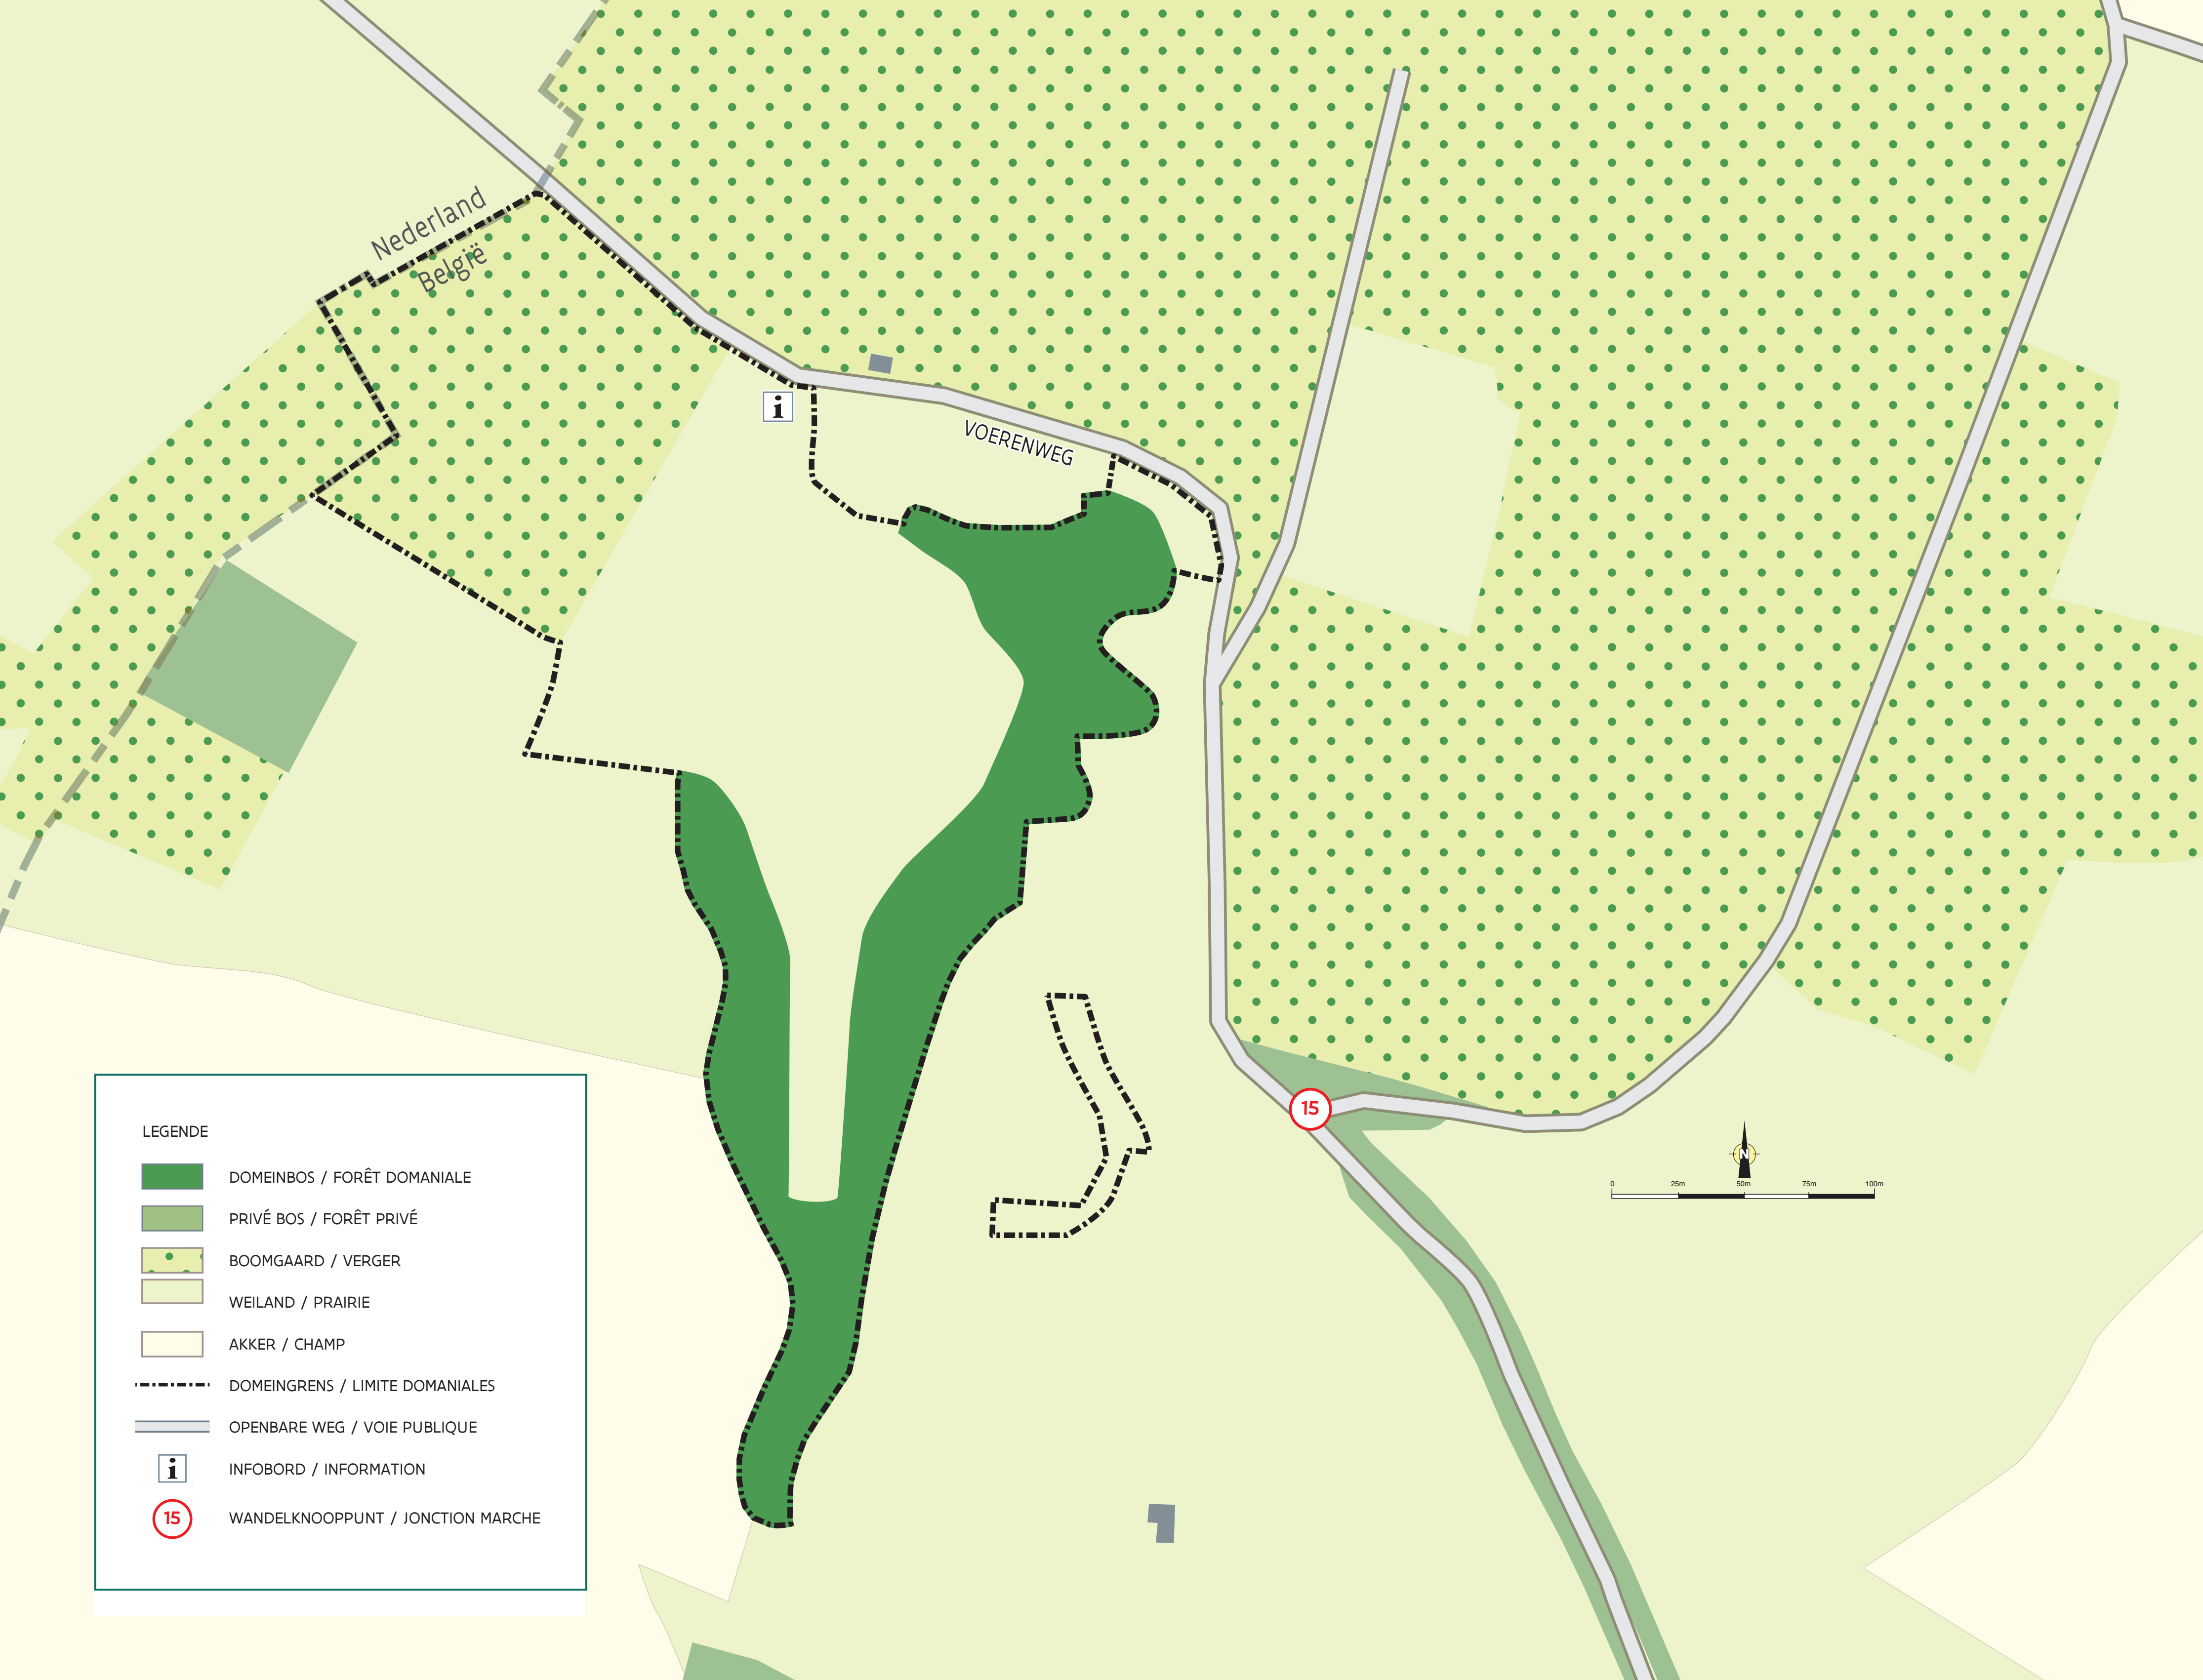 Nederland
België
i
VOERENWEG
15
N
0 25m 50m 75m 100m
LEGENDE
DOMEINBOS / FORÊT DOMANIALE
PRIVÉ BOS / FORÊT PRIVÉ
BOOMGAARD / VERGER
WEILAND / PRAIRIE
AKKER / CHAMP
DOMEINGRENS / LIMITE DOMANIALES
OPENBARE WEG / VOIE PUBLIQUE
i INFOBORD / INFORMATION
15 WANDELKNOOPPUNT / JONCTION MARCHE